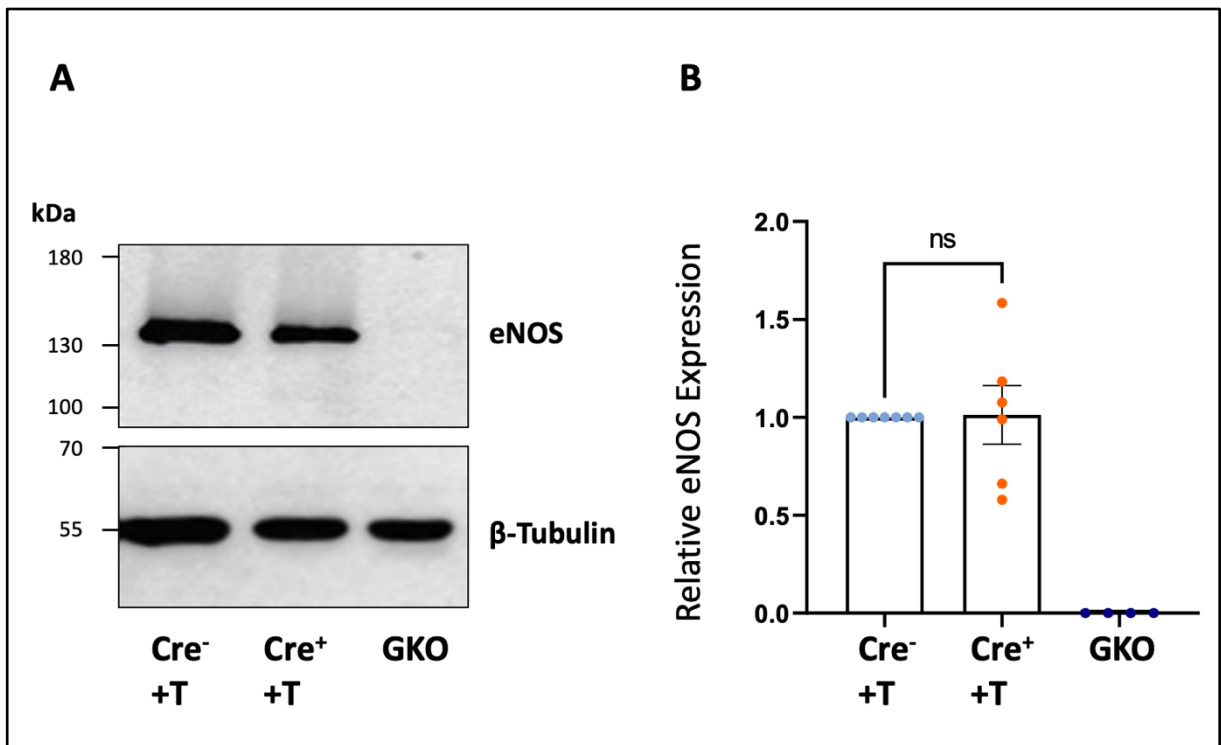 A
B
kDa
180
130
100
eNOS
70
55
β-Tubulin
Cre⁻ Cre⁺ GKO
+T +T
Relative eNOS Expression
2.0
1.5
1.0
0.5
0.0
ns
Cre⁻ Cre⁺ GKO
+T +T